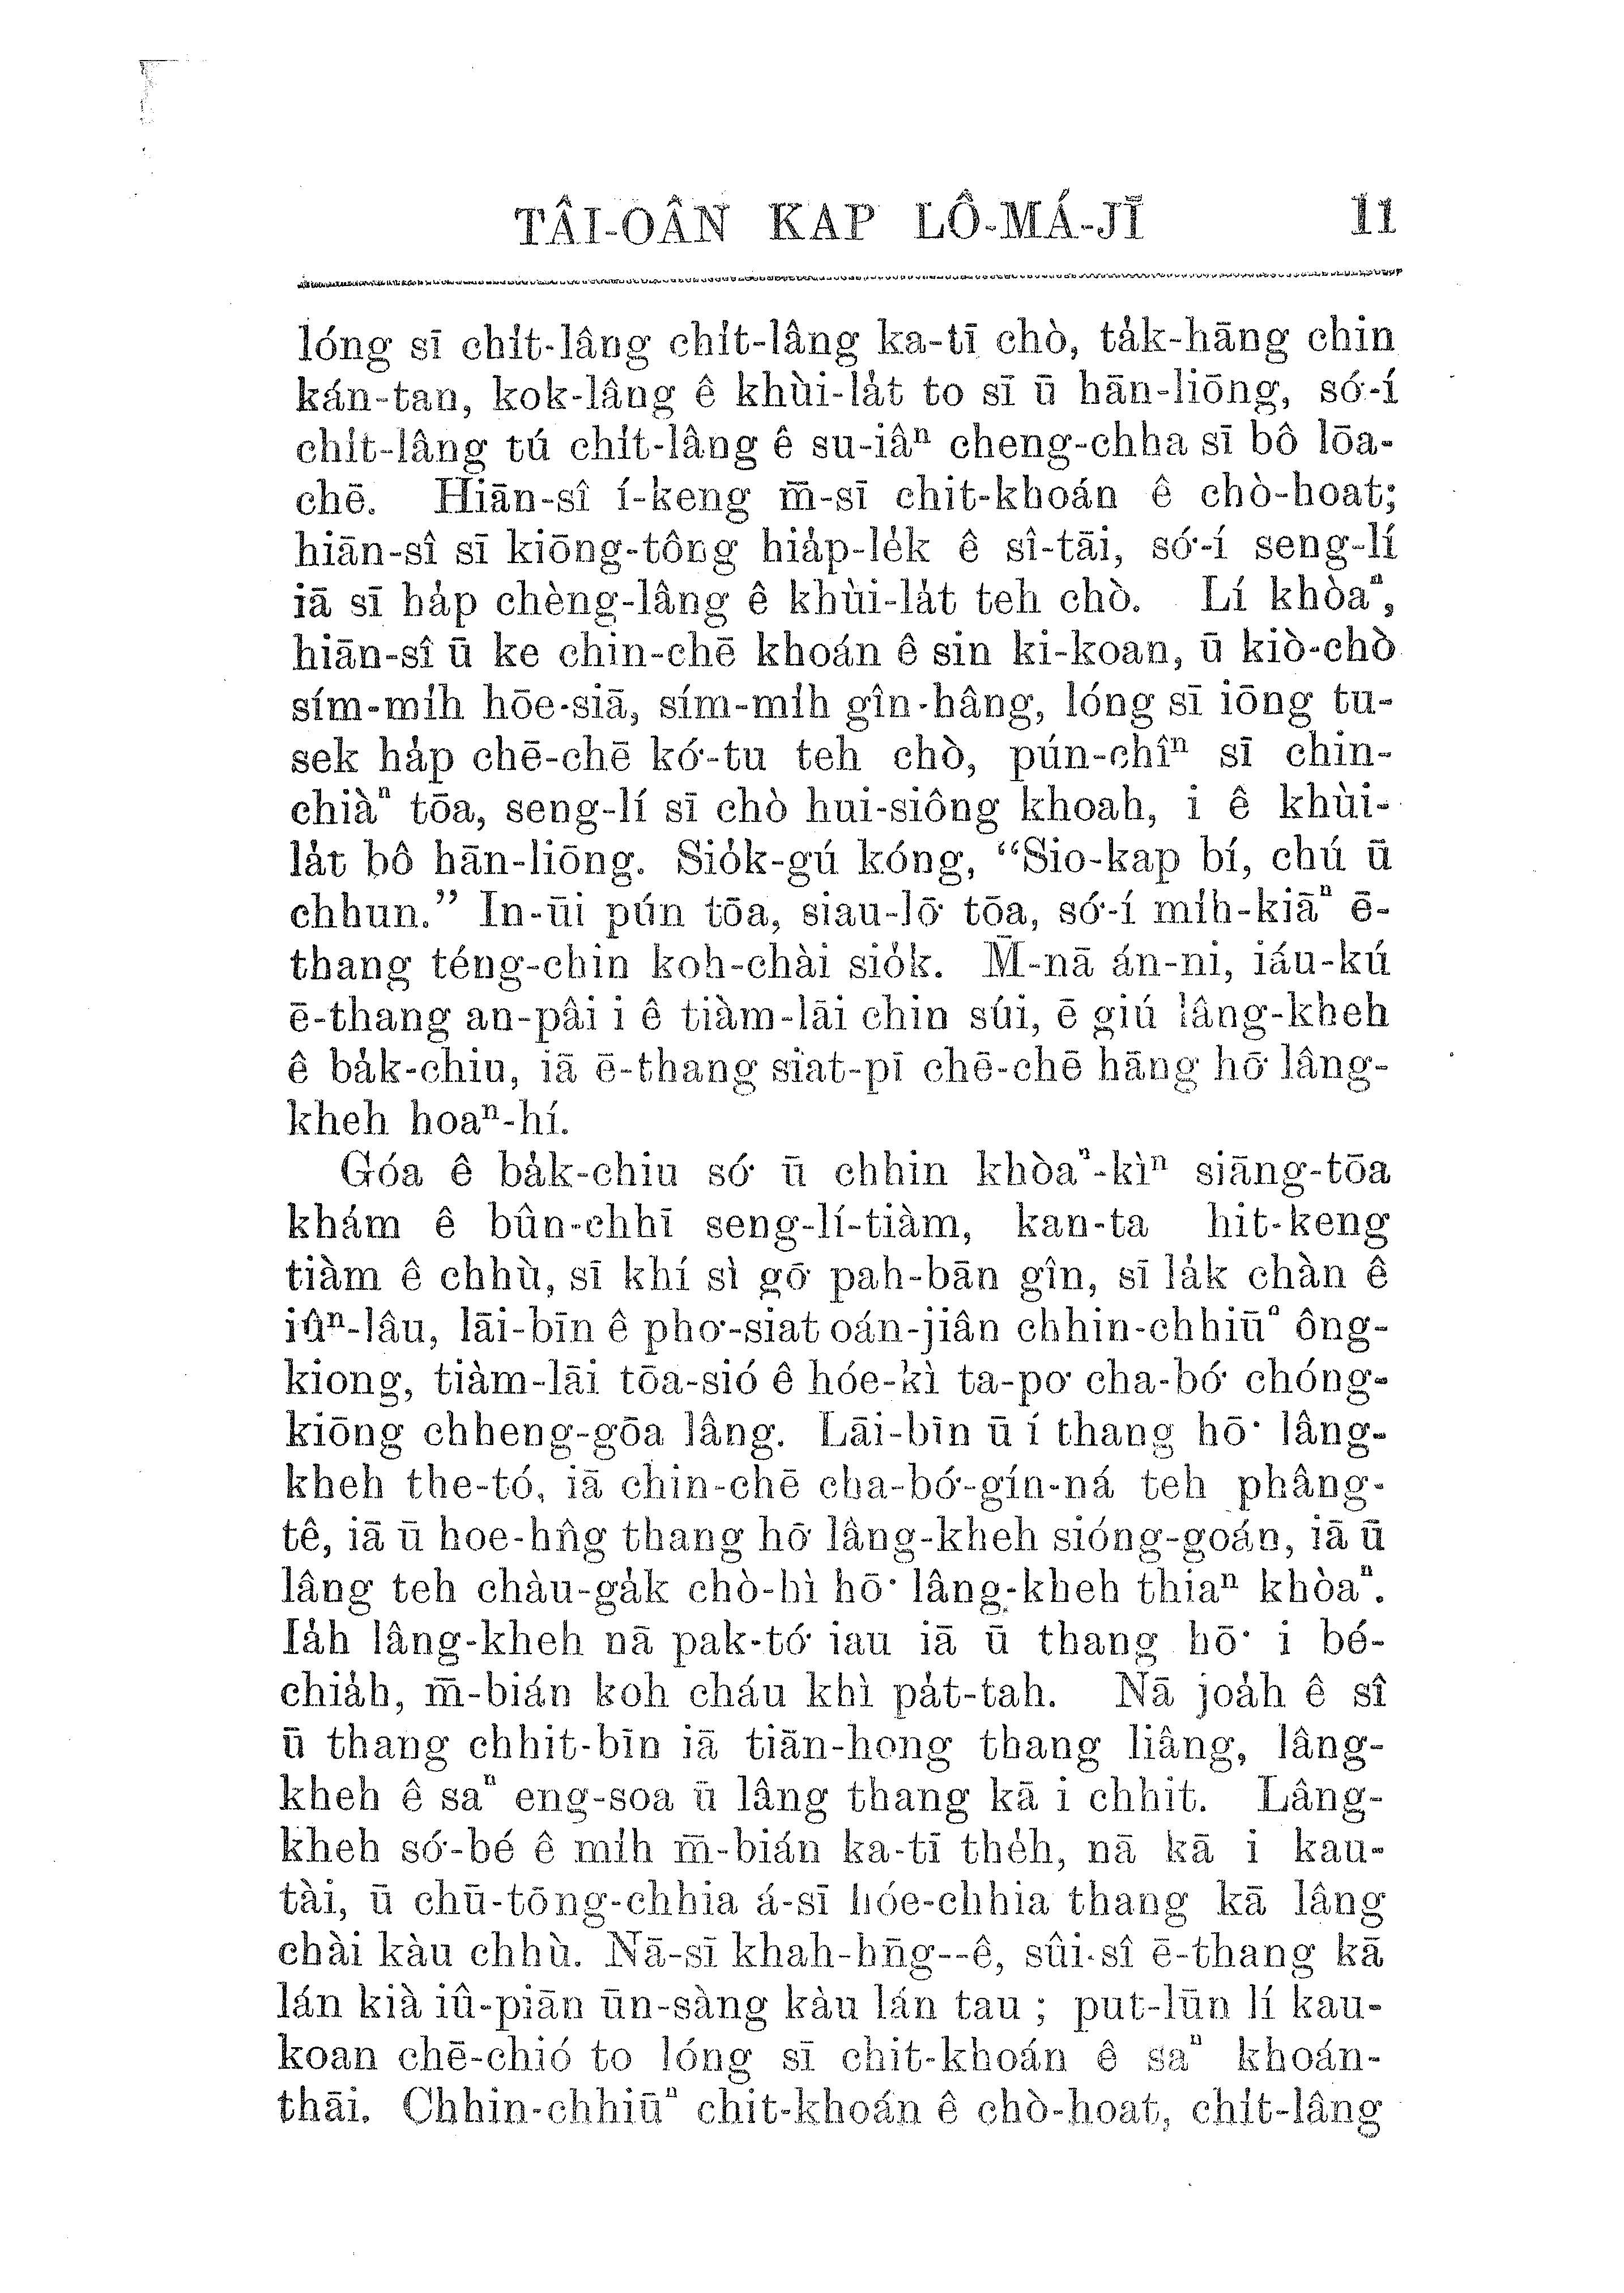 TÂI-OÂN KAP LÔ-MÁ-JĪ 11
lóng sī chi̍t-lâng chi̍t-lâng ka-tī chò, ta̍k-hāng chin
kán-tan, kok-lâng ê khùi-la̍t to sī ū hān-liōng, só͘-í
chi̍t-lâng tú chi̍t-lâng ê su-iâⁿ cheng-chha sī bô lōa-
chē. Hiān-sî í-keng m̄-sī chit-khoán ê chò-hoat;
hiān-sî sī kiōng-tông hia̍p-le̍k ê sî-tāi, só͘-í seng-lí
iā sī ha̍p chèng-lâng ê khùi-la̍t teh chò. Lí khòaⁿ,
hiān-sî ū ke chin-chē khoán ê sin ki-koan, ū kiò-chò
sím-mi̍h hōe-siā, sím-mi̍h gîn-hâng, lóng sī iōng tu-
sek ha̍p chē-chē kó͘-tu teh chò, pún-chîⁿ sī chin-
chiàⁿ tōa, seng-lí sī chò hui-siông khoah, i ê khùi-
la̍t bô hān-liōng. Sio̍k-gú kóng, “Sio-kap bí, chú ū
chhun.” In-ūi pún tōa, siau-lō͘ tōa, só͘-í mi̍h-kiāⁿ ē-
thang téng-chin koh-chài sio̍k. M̄-nā án-ni, iáu-kú
ē-thang an-pâi i ê tiàm-lāi chin súi, ē giú lâng-kheh
ê ba̍k-chiu, iā ē-thang siat-pī chē-chē hāng hō͘ lâng-
kheh hoaⁿ-hí.
Góa ê ba̍k-chiu só͘ ū chhin khòaⁿ-kìⁿ siāng-tōa
khám ê bûn-chhī seng-lí-tiàm, kan-ta hit-keng
tiàm ê chhù, sī khí sì gō͘ pah-bān gîn, sī la̍k chàn ê
iûⁿ-lâu, lāi-bīn ê pho͘-siat oán-jiân chhin-chhiūⁿ ông-
kiong, tiàm-lāi tōa-sió ê hóe-kì ta-po͘ cha-bó͘ chóng-
kiōng chheng-gōa lâng. Lāi-bīn ū í thang hō͘ lâng-
kheh the-tó, iā chin-chē cha-bó͘-gín-ná teh phâng-
tê, iā ū hoe-hn̂g thang hō͘ lâng-kheh sióng-goán, iā ū
lâng teh chàu-ga̍k chò-hì hō͘ lâng-kheh thiaⁿ khòaⁿ.
Ia̍h lâng-kheh nā pak-tó͘ iau iā ū thang hō͘ i bé-
chia̍h, m̄-bián koh cháu khì pa̍t-tah. Nā joa̍h ê sî
ū thang chhit-bīn iā tiān-hong thang liâng, lâng-
kheh ê saⁿ eng-soa ū lâng thang kā i chhit. Lâng-
kheh só͘-bé ê mi̍h m̄-bián ka-tī the̍h, nā kā i kau-
tài, ū chū-tōng-chhia á-sī hóe-chhia thang kā lâng
chài kàu chhù. Nā-sī khah-hn̄g--ê, sûi-sî ē-thang kā
lán kià iû-piān ūn-sàng kàu lán tau; put-lūn lí kau-
koan chē-chió to lóng sī chit-khoán ê saⁿ khoán-
thāi. Chhin-chhiūⁿ chit-khoán ê chò-hoat, chi̍t-lâng